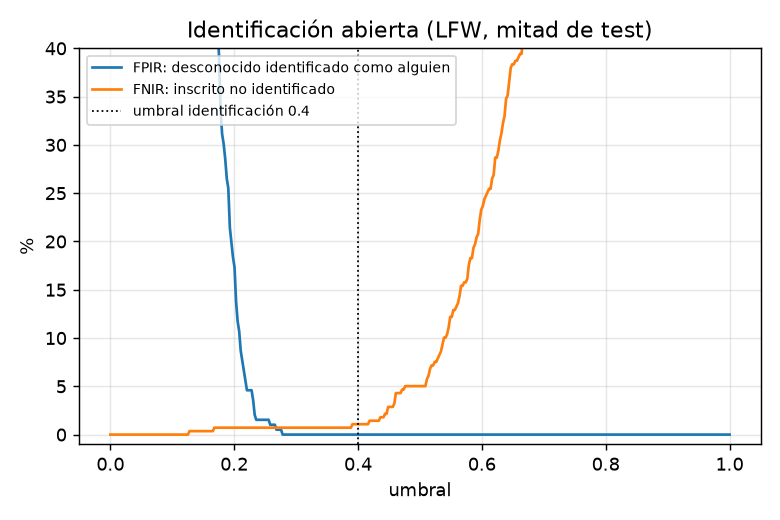 Identificación abierta (LFW, mitad de test)
FPIR: desconocido identificado como alguien
FNIR: inscrito no identificado
umbral identificación 0.4
%
40
35
30
25
20
15
10
5
0
0.0 0.2 0.4 0.6 0.8 1.0
umbral